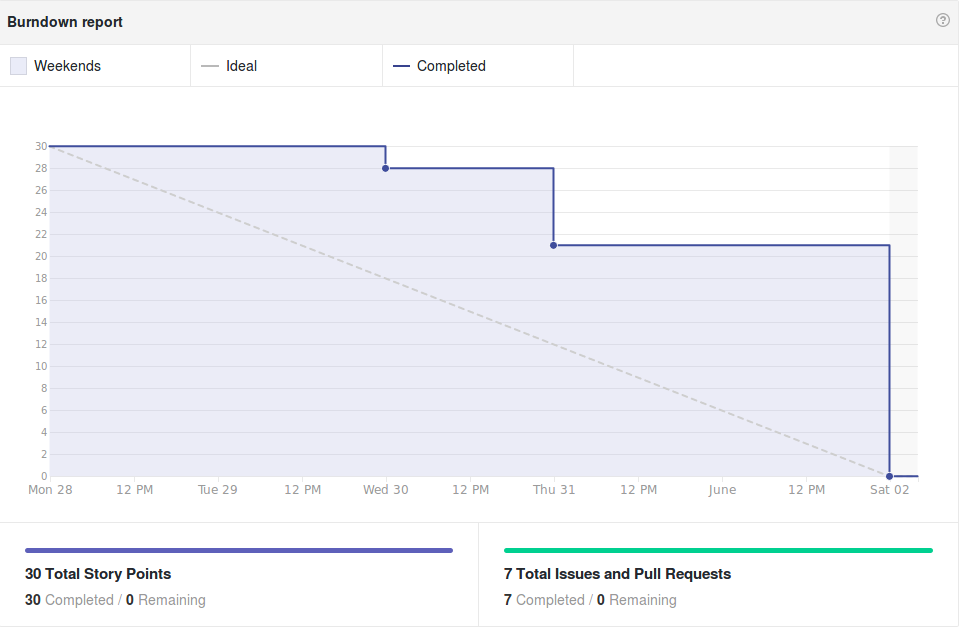 Burndown report
?
Weekends
Ideal
Completed
30
28
26
24
22
20
18
16
14
12
10
8
6
4
2
0
Mon 28 12 PM Tue 29 12 PM Wed 30 12 PM Thu 31 12 PM June 12 PM Sat 02
30 Total Story Points
30 Completed / 0 Remaining
7 Total Issues and Pull Requests
7 Completed / 0 Remaining